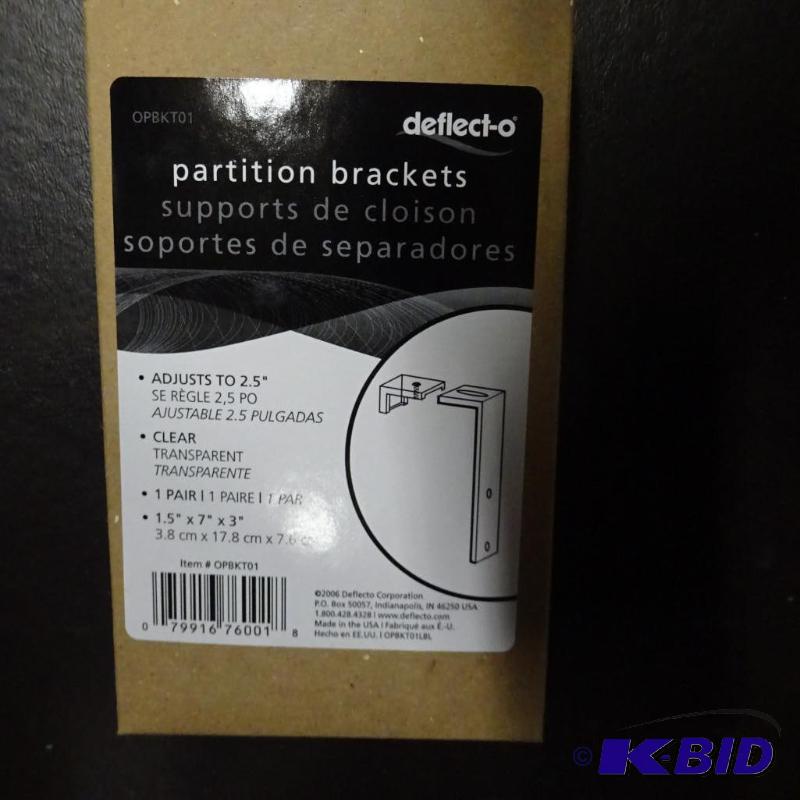 OPBKT01
deflect-o®
partition brackets
supports de cloison
soportes de separadores
• ADJUSTS TO 2.5"
SE RÈGLE 2,5 PO
AJUSTABLE 2.5 PULGADAS
• CLEAR
TRANSPARENT
TRANSPARENTE
• 1 PAIR | 1 PAIRE | 1 PAR
• 1.5" x 7" x 3"
3.8 cm x 17.8 cm x 7.6 cm
Item # OPBKT01
0 79916 76001 8
©2006 Deflecto Corporation
P.O. Box 50057, Indianapolis, IN 46250 USA
1.800.428.4328 | www.deflecto.com
Made in the USA | Fabriqué aux É.-U.
Hecho en EE.UU. | OPBKT01LBL
© K-BID